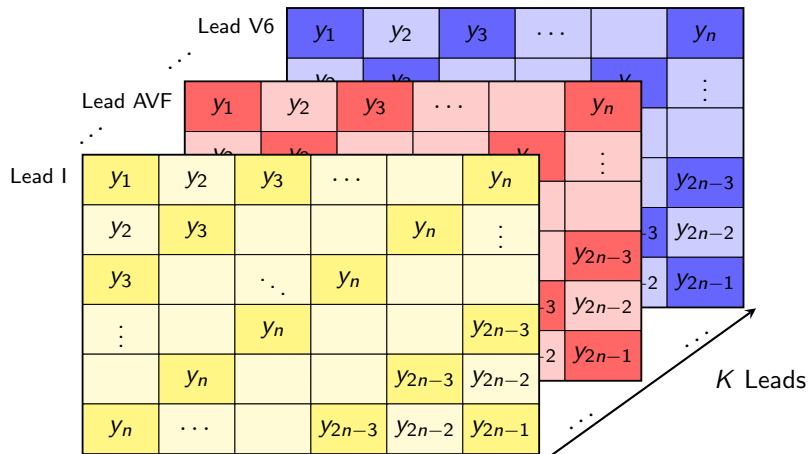 Lead V6 y₁ y₂ y₃ ⋯ yₙ
⋮
Lead AVF y₁ y₂ y₃ ⋯ yₙ
⋮
y₂ₙ₋₃
Lead I y₁ y₂ y₃ ⋯ yₙ
y₂ y₃ yₙ ⋮
y₂ₙ₋₂
y₂ₙ₋₃
y₃ ⋱ yₙ
y₂ₙ₋₁
y₂ₙ₋₂
⋮ yₙ y₂ₙ₋₃
y₂ₙ₋₁
yₙ y₂ₙ₋₃ y₂ₙ₋₂
K Leads
yₙ ⋯ y₂ₙ₋₃ y₂ₙ₋₂ y₂ₙ₋₁